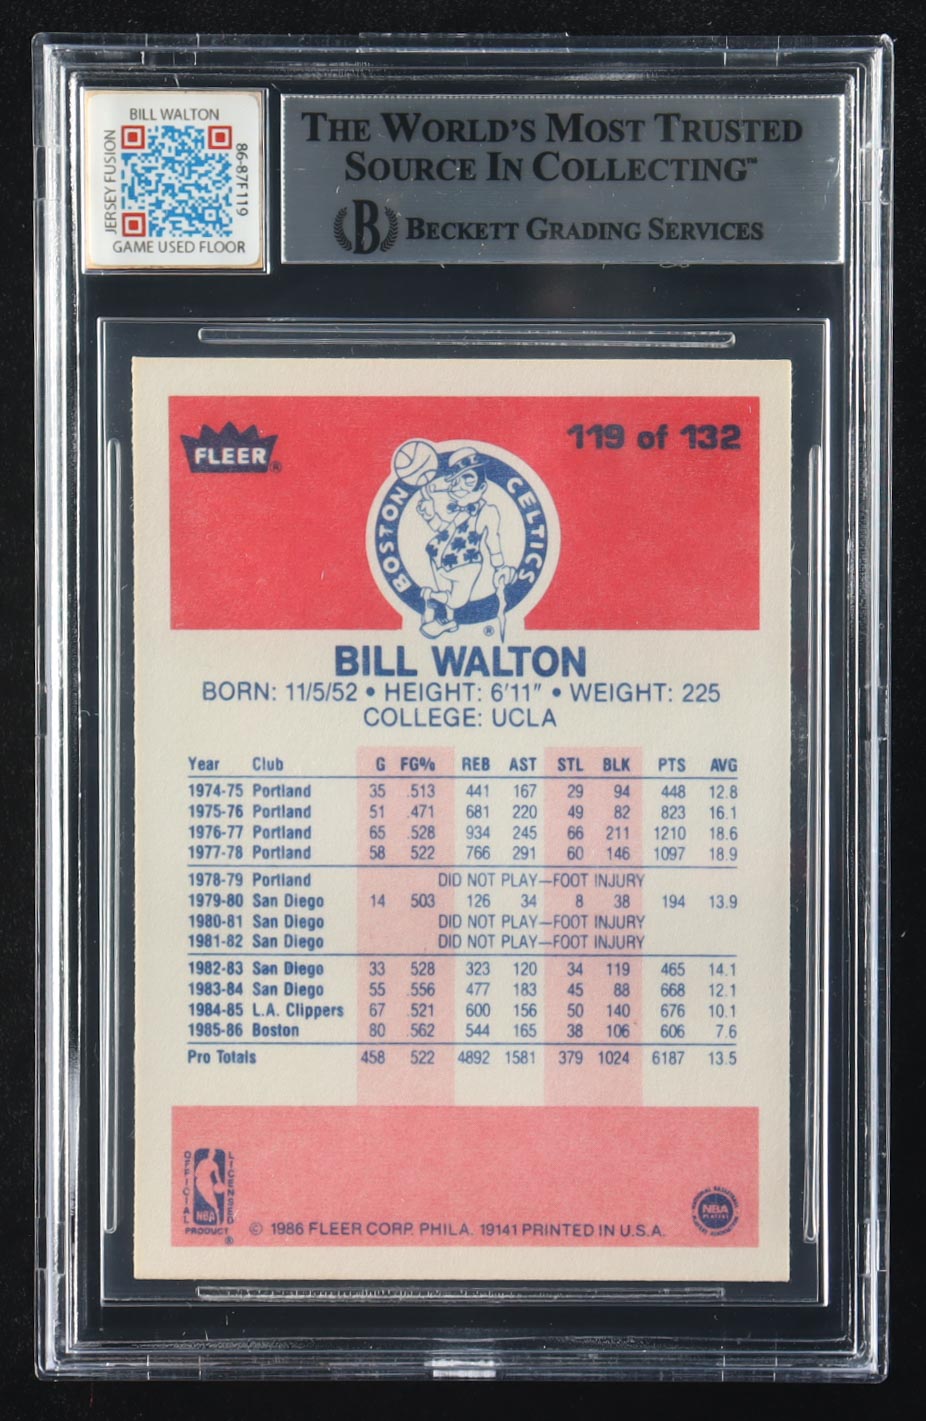 BILL WALTON
JERSEY FUSION
86-87F119
GAME USED FLOOR
THE WORLD'S MOST TRUSTED
SOURCE IN COLLECTING™
B BECKETT GRADING SERVICES
FLEER®
119 of 132
BOSTON CELTICS
®
BILL WALTON
BORN: 11/5/52 • HEIGHT: 6'11" • WEIGHT: 225
COLLEGE: UCLA
Year Club G FG% REB AST STL BLK PTS AVG
1974-75 Portland 35 .513 441 167 29 94 448 12.8
1975-76 Portland 51 .471 681 220 49 82 823 16.1
1976-77 Portland 65 .528 934 245 66 211 1210 18.6
1977-78 Portland 58 .522 766 291 60 146 1097 18.9
1978-79 Portland DID NOT PLAY—FOOT INJURY
1979-80 San Diego 14 .503 126 34 8 38 194 13.9
1980-81 San Diego DID NOT PLAY—FOOT INJURY
1981-82 San Diego DID NOT PLAY—FOOT INJURY
1982-83 San Diego 33 .528 323 120 34 119 465 14.1
1983-84 San Diego 55 .556 477 183 45 88 668 12.1
1984-85 L.A. Clippers 67 .521 600 156 50 140 676 10.1
1985-86 Boston 80 .562 544 165 38 106 606 7.6
Pro Totals 458 .522 4892 1581 379 1024 6187 13.5
OFFICIAL LICENSED
NBA
PRODUCT ®
© 1986 FLEER CORP. PHILA. 19141 PRINTED IN U.S.A.
NBA
PLAYERS